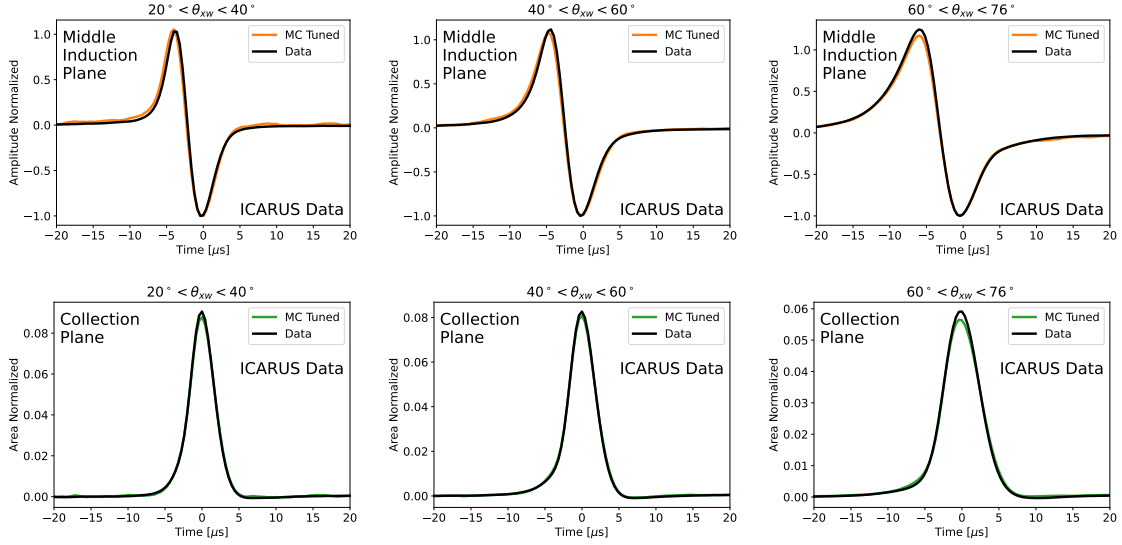 20° < θxw < 40°
Amplitude Normalized
1.0
0.5
0.0
−0.5
−1.0
Middle
Induction
Plane
MC Tuned
Data
ICARUS Data
−20 −15 −10 −5 0 5 10 15 20
Time [μs]
40° < θxw < 60°
Amplitude Normalized
1.0
0.5
0.0
−0.5
−1.0
Middle
Induction
Plane
MC Tuned
Data
ICARUS Data
−20 −15 −10 −5 0 5 10 15 20
Time [μs]
60° < θxw < 76°
Amplitude Normalized
1.0
0.5
0.0
−0.5
−1.0
Middle
Induction
Plane
MC Tuned
Data
ICARUS Data
−20 −15 −10 −5 0 5 10 15 20
Time [μs]
20° < θxw < 40°
Area Normalized
0.08
0.06
0.04
0.02
0.00
Collection
Plane
MC Tuned
Data
ICARUS Data
−20 −15 −10 −5 0 5 10 15 20
Time [μs]
40° < θxw < 60°
Area Normalized
0.08
0.06
0.04
0.02
0.00
Collection
Plane
MC Tuned
Data
ICARUS Data
−20 −15 −10 −5 0 5 10 15 20
Time [μs]
60° < θxw < 76°
Area Normalized
0.06
0.05
0.04
0.03
0.02
0.01
0.00
Collection
Plane
MC Tuned
Data
ICARUS Data
−20 −15 −10 −5 0 5 10 15 20
Time [μs]